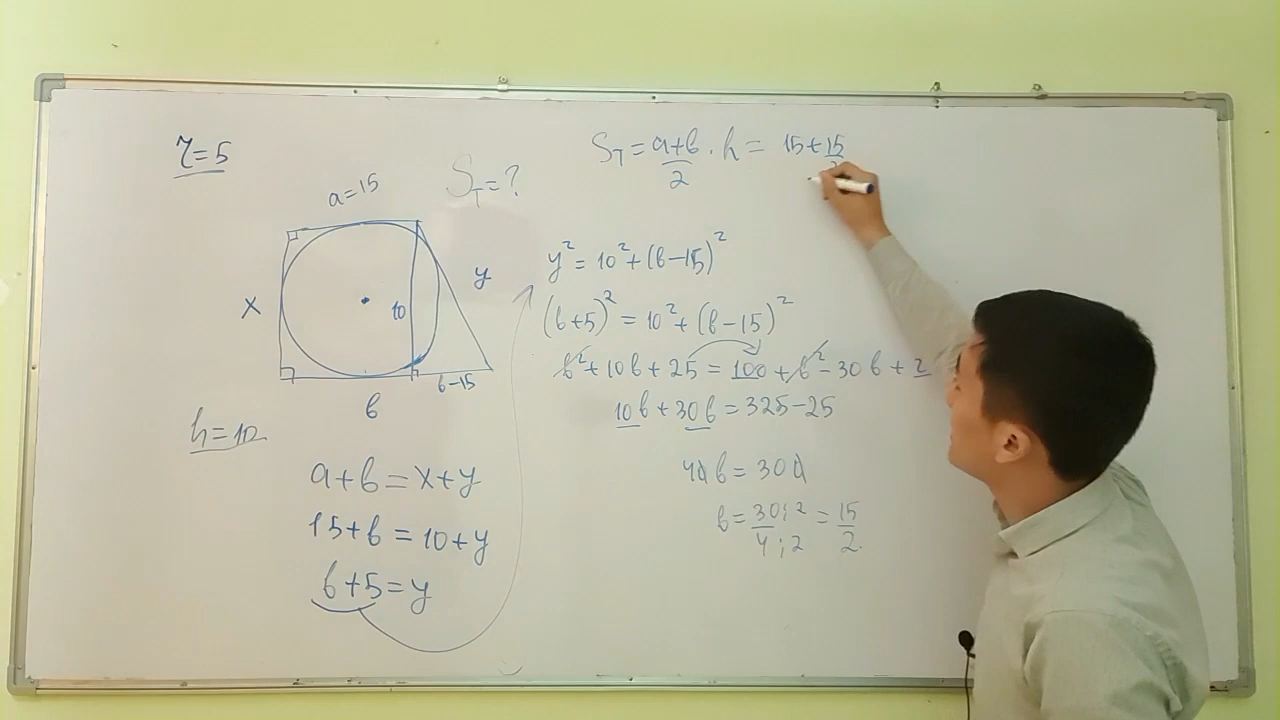 r=5
a=15
S_T=?
x
10
y
b-15
b
h=10
a+b=x+y
15+b=10+y
b+5=y
S_T = (a+b)/2 · h = 15+15/
y² = 10²+(b-15)²
(b+5)² = 10²+(b-15)²
b²+10b+25 = 100+b²-30b+2
10b+30b=325-25
40b=300
b=30:2/4:2=15/2